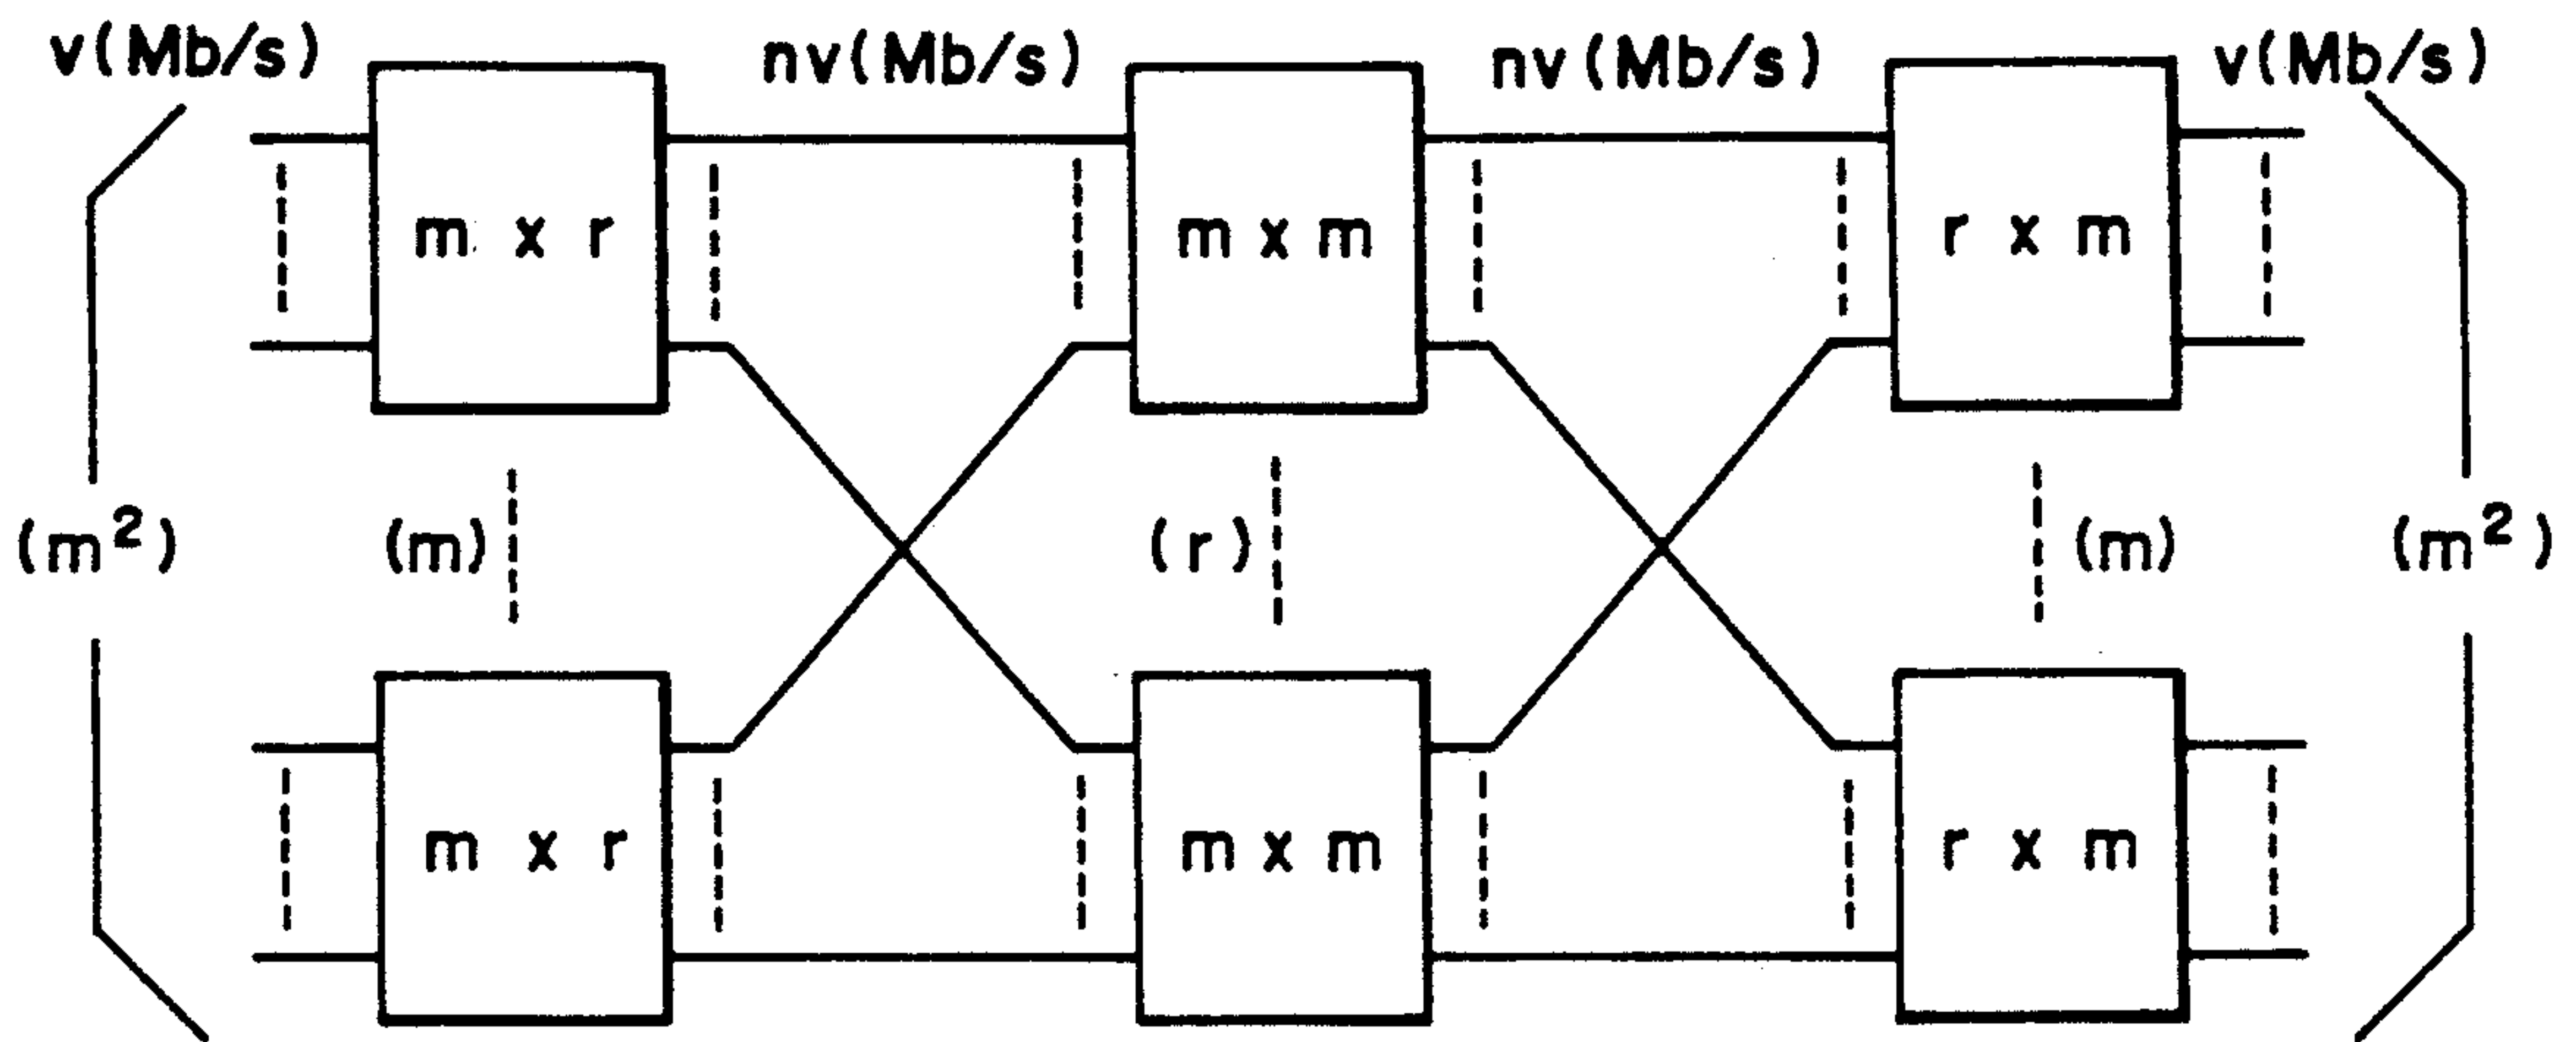 v(Mb/s) nv(Mb/s) nv(Mb/s) v(Mb/s)
m x r m x m r x m
(m²) (m) (r) (m) (m²)
m x r m x m r x m